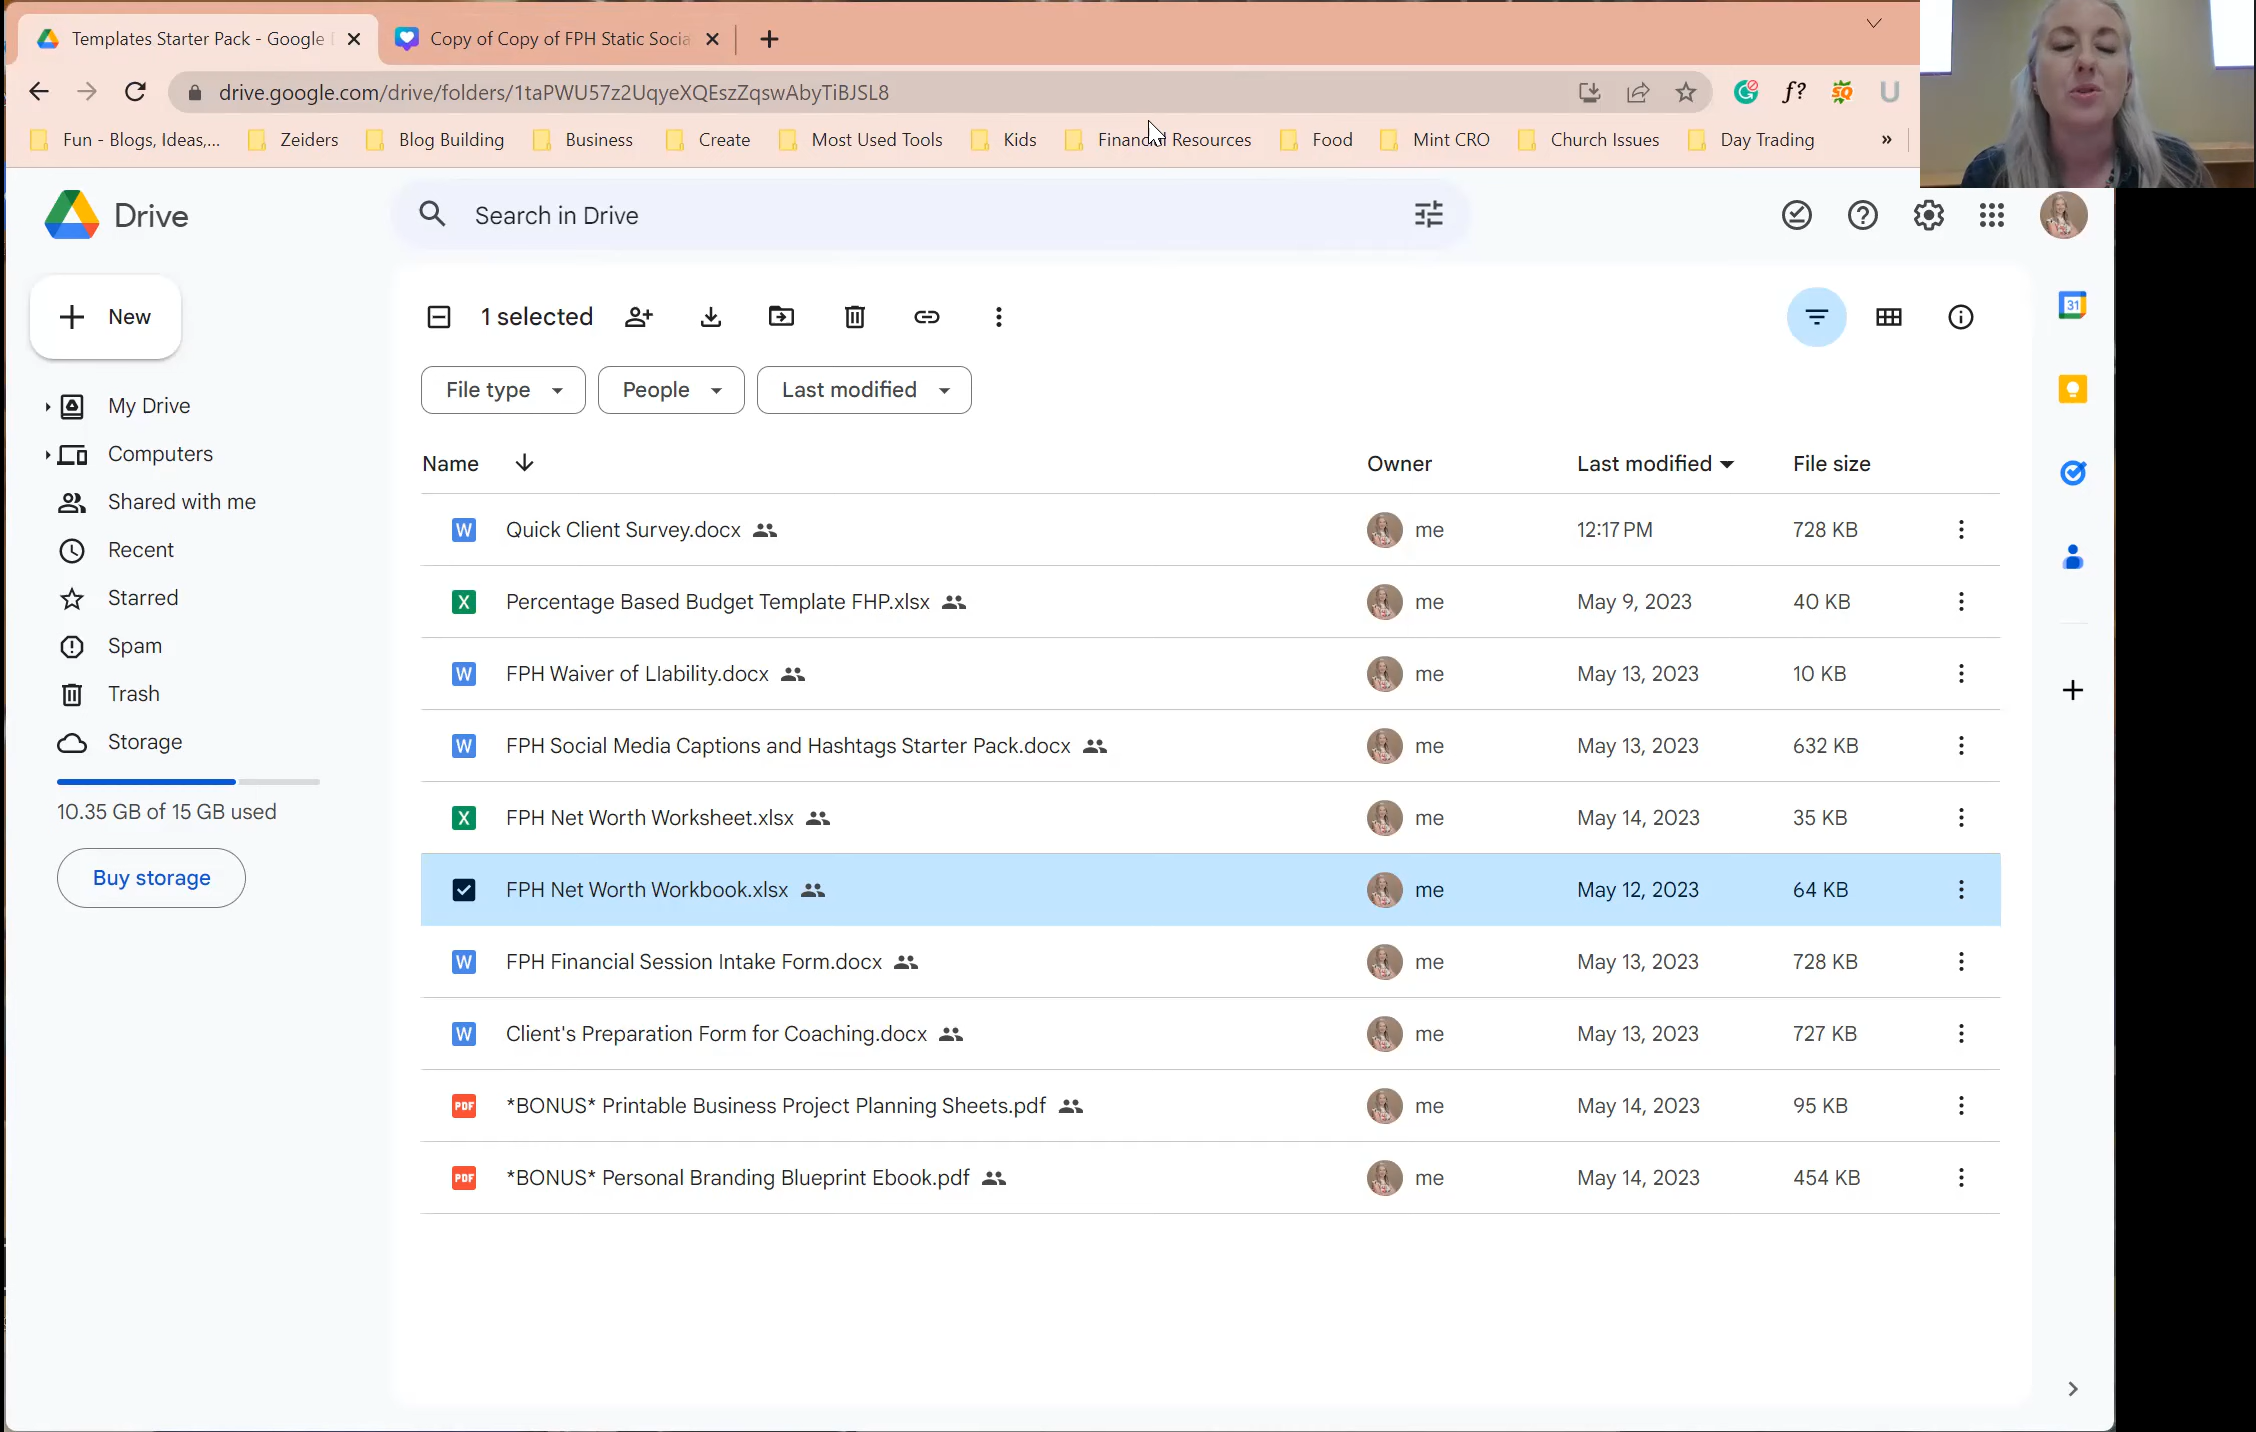 Templates Starter Pack - Google
Copy of Copy of FPH Static Socia
drive.google.com/drive/folders/1taPWU57z2UqyeXQEszZqswAbyTiBJSL8
f?
SQ
U
Fun - Blogs, Ideas,...
Zeiders
Blog Building
Business
Create
Most Used Tools
Kids
Financial Resources
Food
Mint CRO
Church Issues
Day Trading
»
Drive
Search in Drive
New
1 selected
31
File type
People
Last modified
My Drive
Computers
Shared with me
Recent
Starred
Spam
Trash
Storage
10.35 GB of 15 GB used
Buy storage
Name Owner Last modified File size
W Quick Client Survey.docx me 12:17 PM 728 KB
X Percentage Based Budget Template FHP.xlsx me May 9, 2023 40 KB
W FPH Waiver of LIability.docx me May 13, 2023 10 KB
W FPH Social Media Captions and Hashtags Starter Pack.docx me May 13, 2023 632 KB
X FPH Net Worth Worksheet.xlsx me May 14, 2023 35 KB
FPH Net Worth Workbook.xlsx me May 12, 2023 64 KB
W FPH Financial Session Intake Form.docx me May 13, 2023 728 KB
W Client's Preparation Form for Coaching.docx me May 13, 2023 727 KB
PDF *BONUS* Printable Business Project Planning Sheets.pdf me May 14, 2023 95 KB
PDF *BONUS* Personal Branding Blueprint Ebook.pdf me May 14, 2023 454 KB